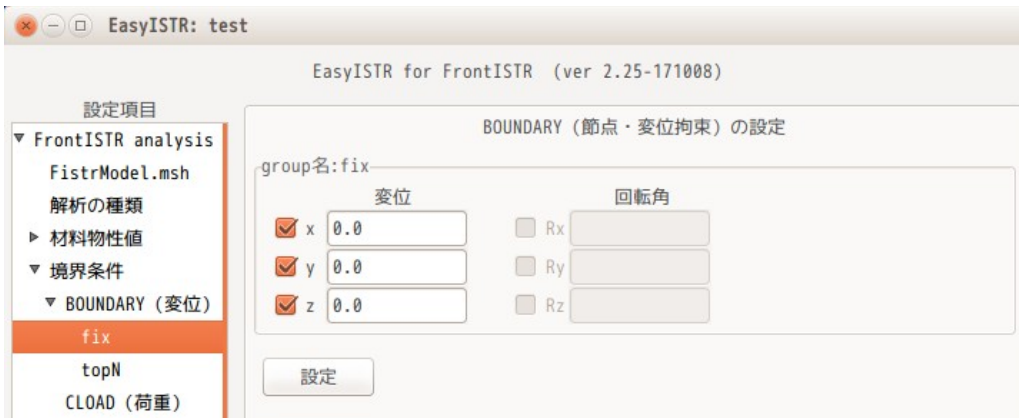 EasyISTR: test
EasyISTR for FrontISTR (ver 2.25-171008)
設定項目
FrontISTR analysis
FistrModel.msh
解析の種類
材料物性値
境界条件
BOUNDARY (変位)
fix
topN
CLOAD (荷重)
BOUNDARY (節点・変位拘束) の設定
group名:fix
変位 回転角
x 0.0 Rx
y 0.0 Ry
z 0.0 Rz
設定